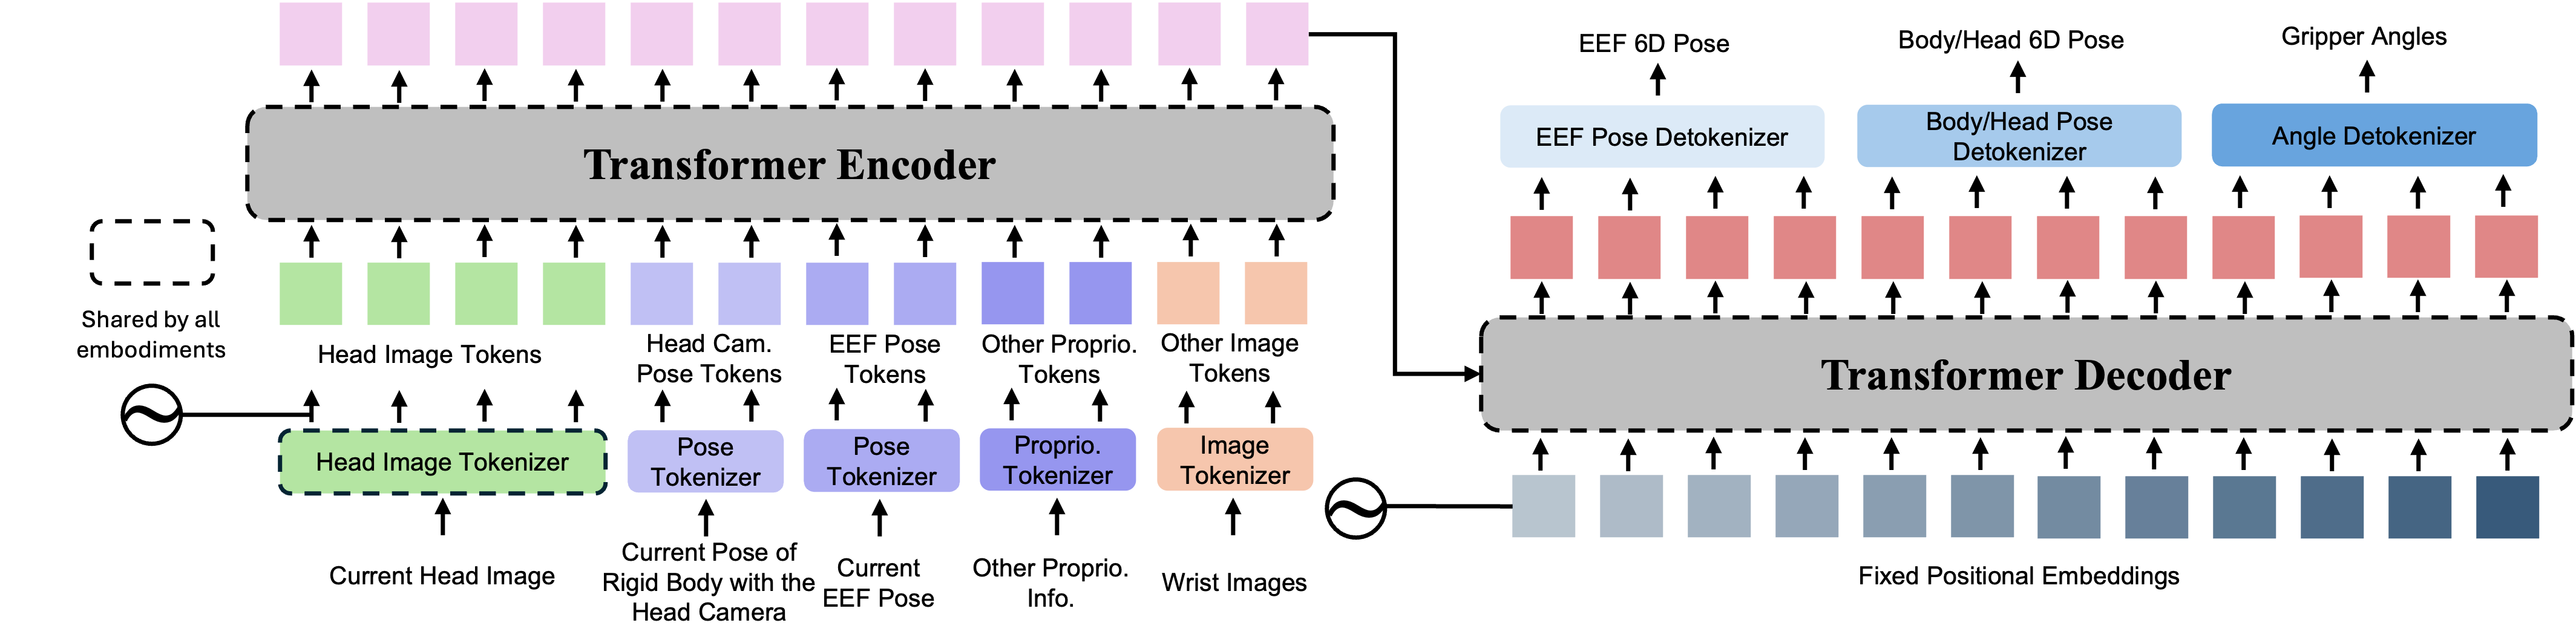 EEF 6D Pose
Body/Head 6D Pose
Gripper Angles
EEF Pose Detokenizer
Body/Head Pose
Detokenizer
Angle Detokenizer
Transformer Encoder
Shared by all
embodiments
Head Image Tokens
Head Cam.
Pose Tokens
EEF Pose
Tokens
Other Proprio.
Tokens
Other Image
Tokens
Transformer Decoder
Head Image Tokenizer
Pose
Tokenizer
Pose
Tokenizer
Proprio.
Tokenizer
Image
Tokenizer
Current Head Image
Current Pose of
Rigid Body with the
Head Camera
Current
EEF Pose
Other Proprio.
Info.
Wrist Images
Fixed Positional Embeddings